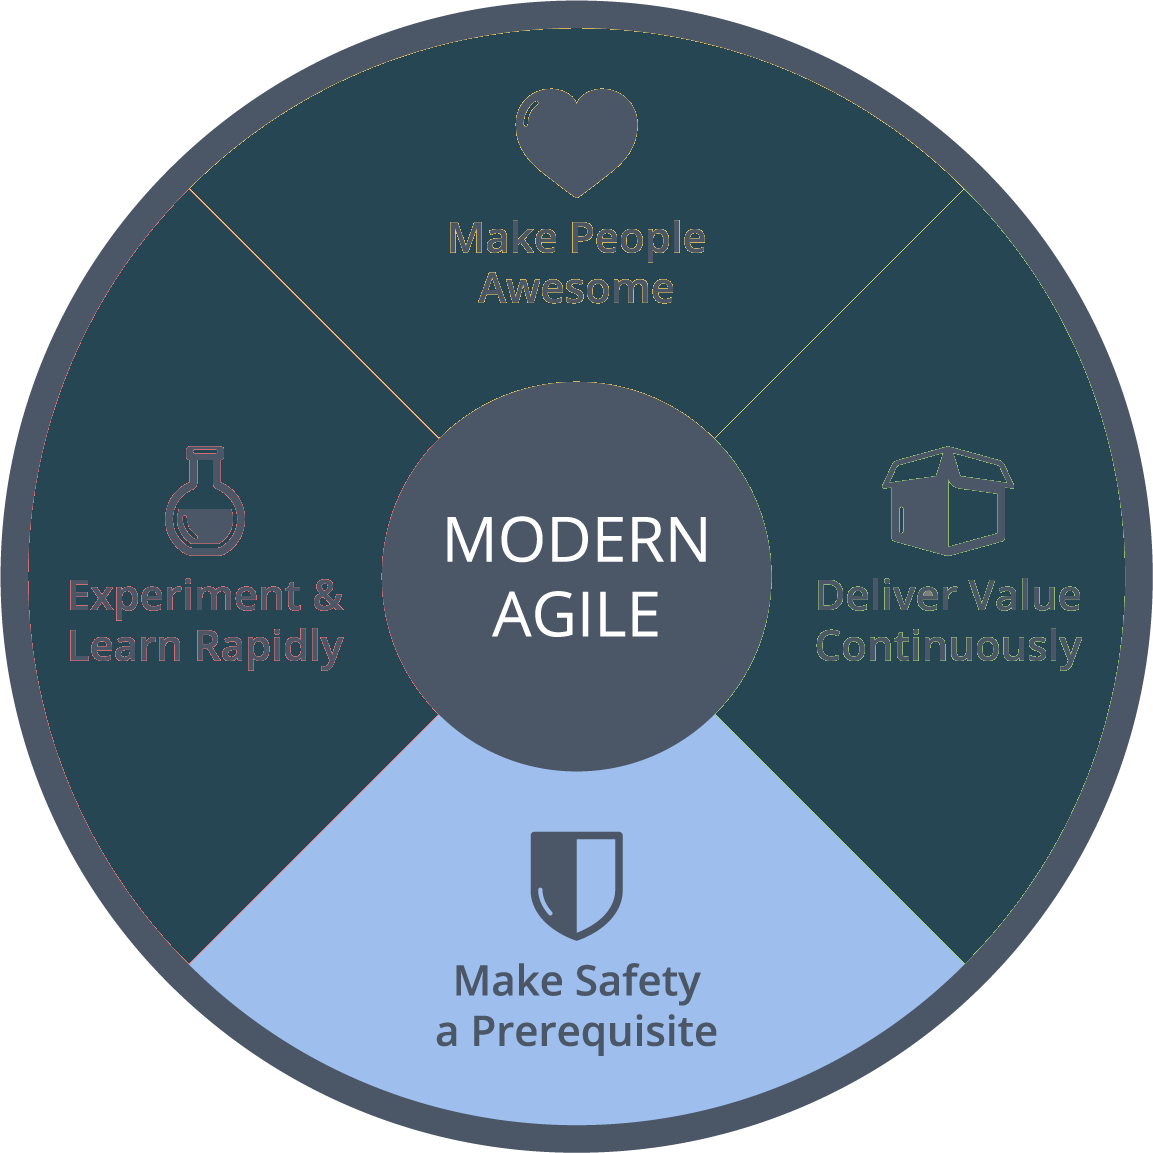 Make People
Awesome
Experiment &
Learn Rapidly
MODERN
AGILE
Deliver Value
Continuously
Make Safety
a Prerequisite